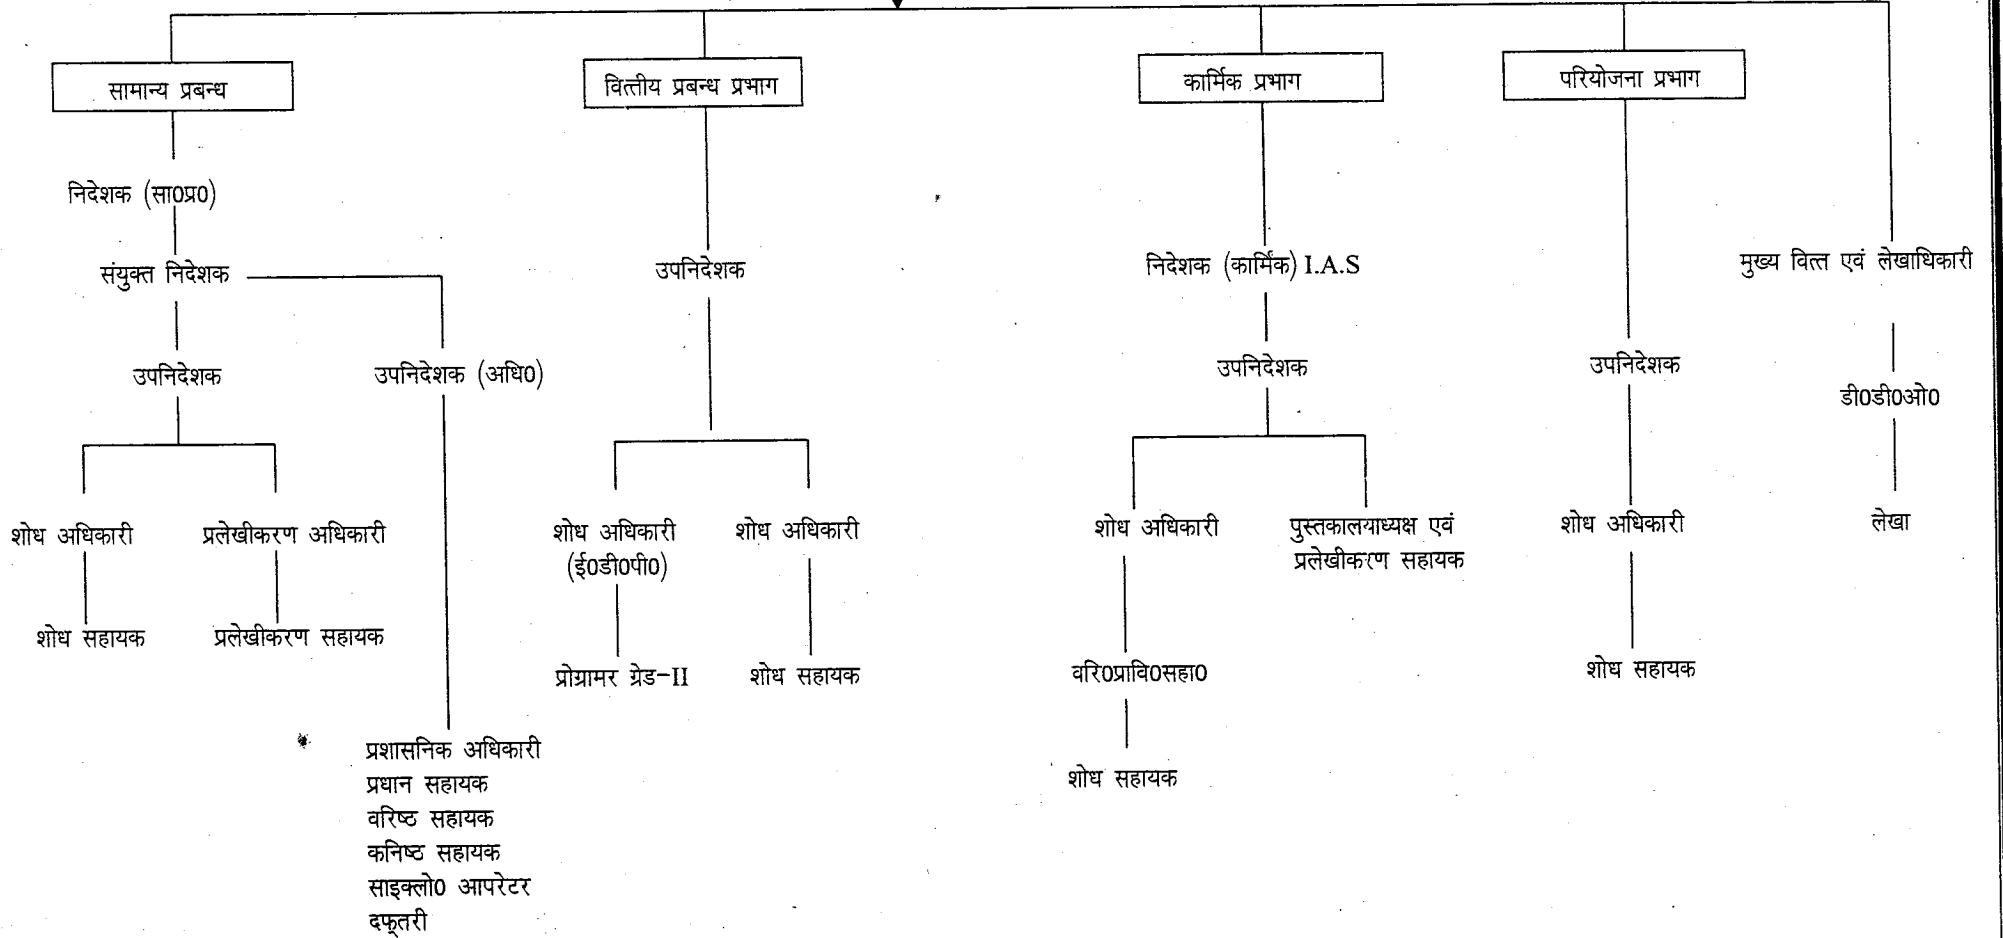 सामान्य प्रबन्ध
वित्तीय प्रबन्ध प्रभाग
कार्मिक प्रभाग
परियोजना प्रभाग
निदेशक (सा0प्र0)
संयुक्त निदेशक
उपनिदेशक
निदेशक (कार्मिक) I.A.S
मुख्य वित्त एवं लेखाधिकारी
उपनिदेशक
उपनिदेशक (अधि0)
उपनिदेशक
उपनिदेशक
डी0डी0ओ0
शोध अधिकारी
प्रलेखीकरण अधिकारी
शोध अधिकारी
(ई0डी0पी0)
शोध अधिकारी
शोध अधिकारी
पुस्तकालयाध्यक्ष एवं
प्रलेखीकरण सहायक
शोध अधिकारी
लेखा
शोध सहायक
प्रलेखीकरण सहायक
प्रोग्रामर ग्रेड-II
शोध सहायक
वरि0प्रावि0सहा0
शोध सहायक
प्रशासनिक अधिकारी
प्रधान सहायक
वरिष्ठ सहायक
कनिष्ठ सहायक
साइक्लो0 आपरेटर
दफ्तरी
शोध सहायक